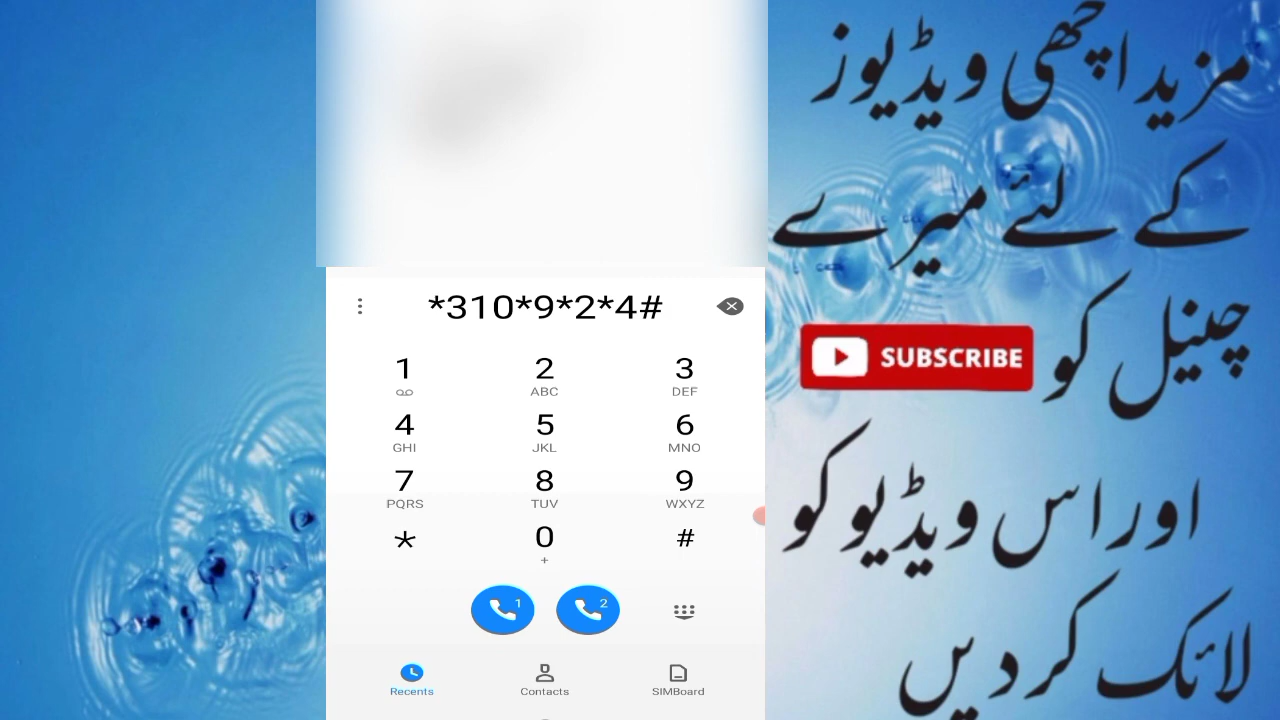 *310*9*2*4#
1
2
ABC
3
DEF
4
GHI
5
JKL
6
MNO
7
PQRS
8
TUV
9
WXYZ
*
0
+
#
1
2
Recents
Contacts
SIMBoard
مزید اچھی ویڈیوز
کے لئے میرے
چینل کو SUBSCRIBE
اور اس ویڈیو کو
لائک کر دیں